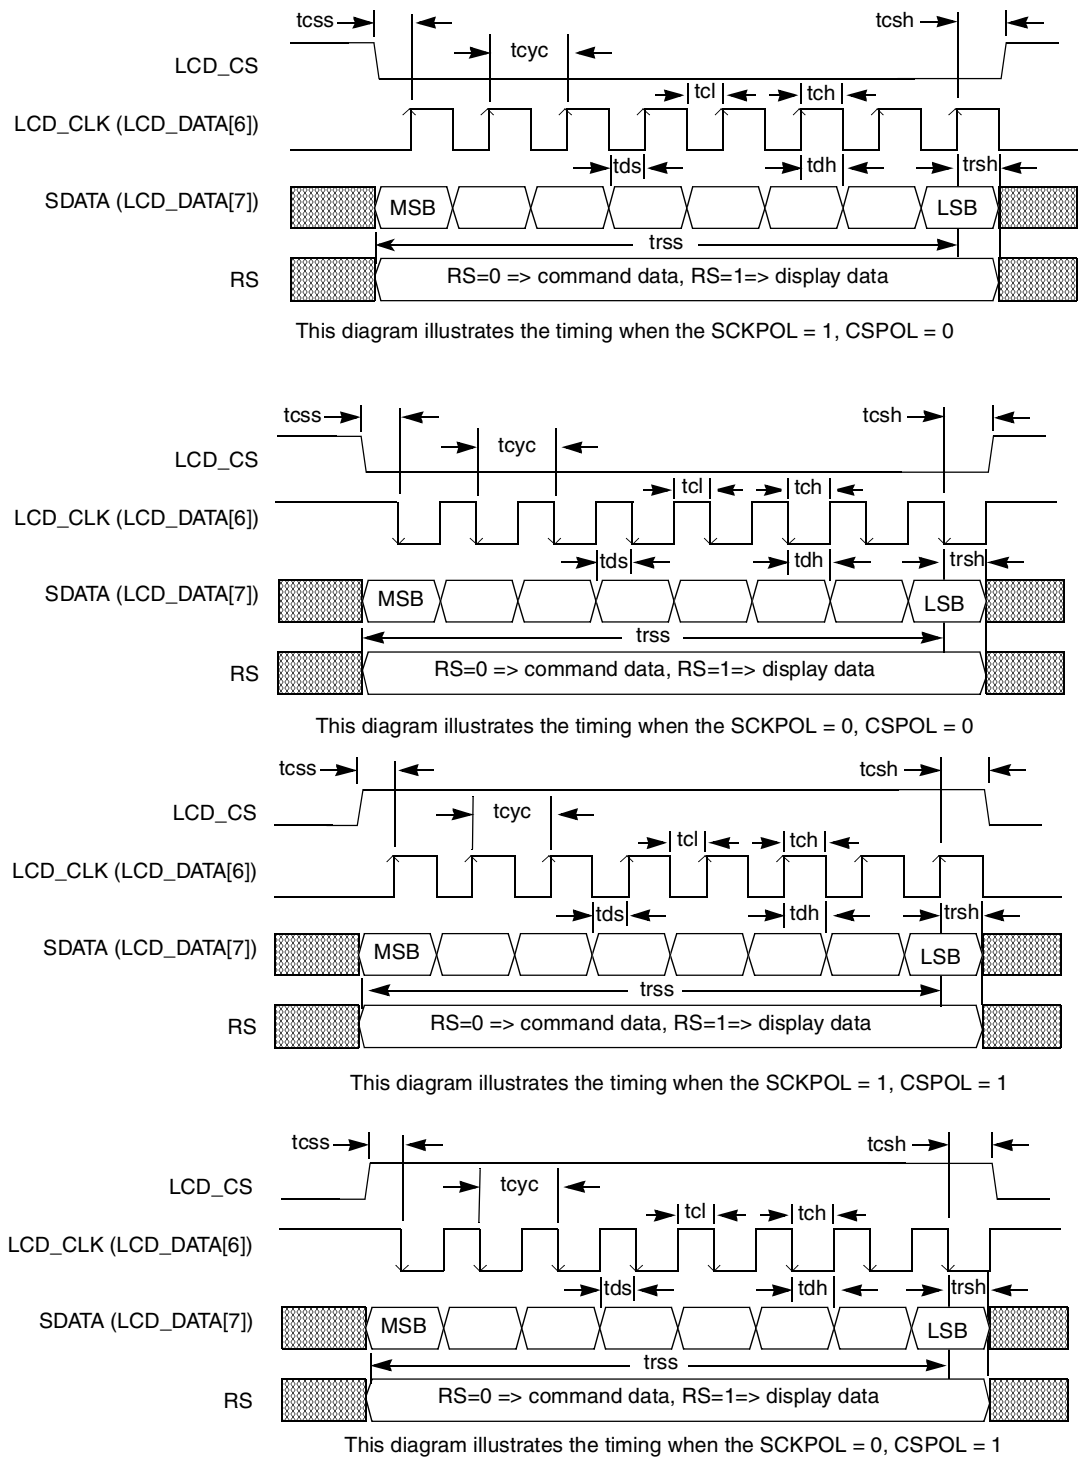 tcss
tcsh
LCD_CS
tcyc
tcl
tch
LCD_CLK (LCD_DATA[6])
tds
tdh
trsh
SDATA (LCD_DATA[7])
MSB
LSB
trss
RS
RS=0 => command data, RS=1=> display data
This diagram illustrates the timing when the SCKPOL = 1, CSPOL = 0
tcss
tcsh
LCD_CS
tcyc
tcl
tch
LCD_CLK (LCD_DATA[6])
tds
tdh
trsh
SDATA (LCD_DATA[7])
MSB
LSB
trss
RS
RS=0 => command data, RS=1=> display data
This diagram illustrates the timing when the SCKPOL = 0, CSPOL = 0
tcss
tcsh
LCD_CS
tcyc
tcl
tch
LCD_CLK (LCD_DATA[6])
tds
tdh
trsh
SDATA (LCD_DATA[7])
MSB
LSB
trss
RS
RS=0 => command data, RS=1=> display data
This diagram illustrates the timing when the SCKPOL = 1, CSPOL = 1
tcss
tcsh
LCD_CS
tcyc
tcl
tch
LCD_CLK (LCD_DATA[6])
tds
tdh
trsh
SDATA (LCD_DATA[7])
MSB
LSB
trss
RS
RS=0 => command data, RS=1=> display data
This diagram illustrates the timing when the SCKPOL = 0, CSPOL = 1